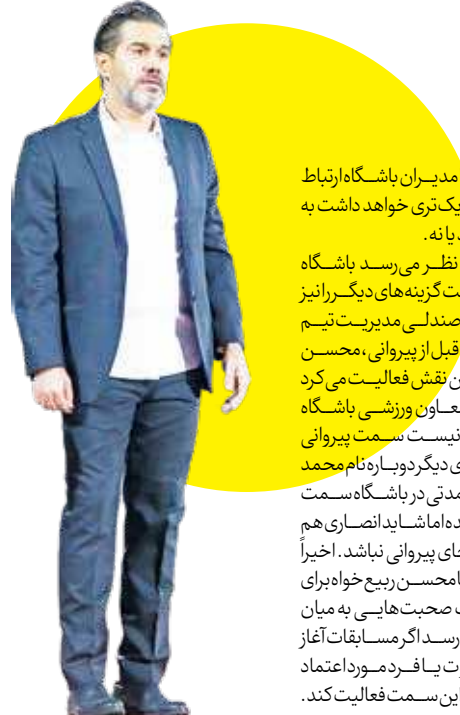 مدیران باشگاه ارتباط
یک‌تری خواهد داشت به
د یا نه.
نظر می‌رسد باشگاه
ت گزینه‌های دیگر را نیز
صندلی مدیریت تیم
قبل از پیروانی، محسن
ن نقش فعالیت می‌کرد
عاون ورزشی باشگاه
نیست سمت پیروانی
ی دیگر دوباره نام محمد
مدتی در باشگاه سمت
ده اما شاید انصاری هم
جای پیروانی نباشد. اخیراً
امحسن ربیع خواه برای
صحبت‌هایی به میان
رسد اگر مسابقات آغاز
رت یا فرد مورد اعتماد
این سمت فعالیت کند.